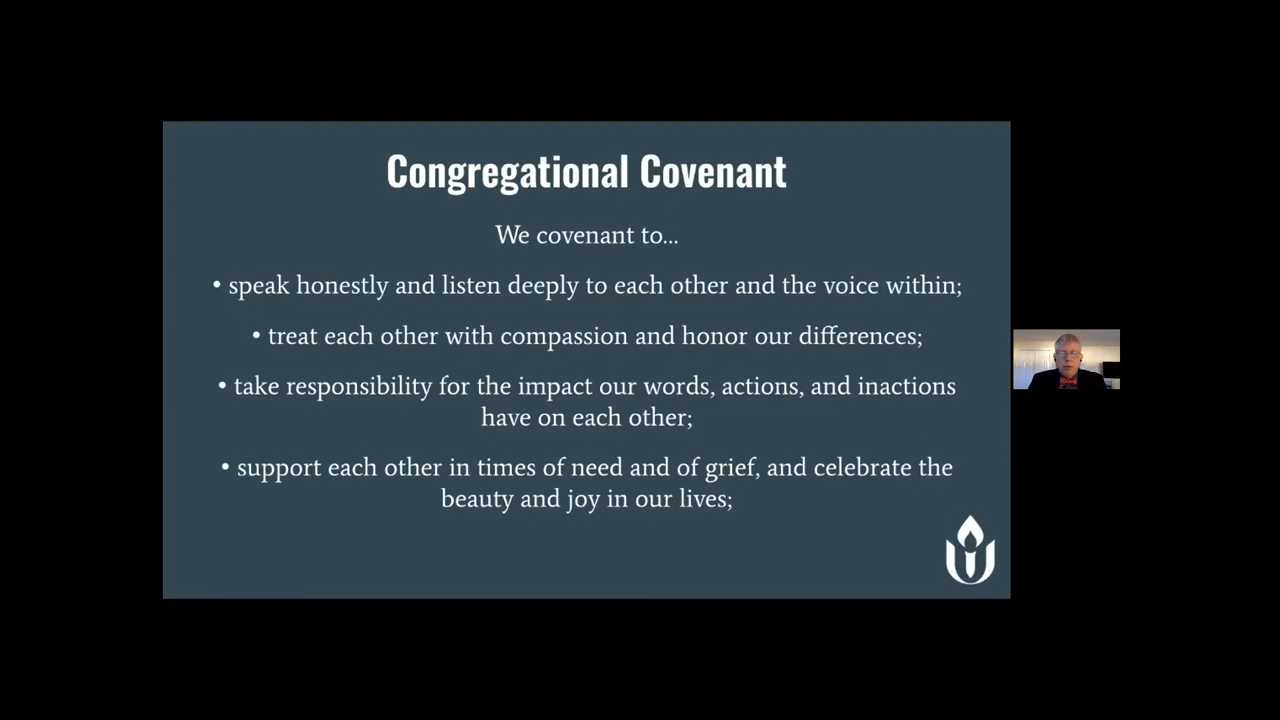 Congregational Covenant
We covenant to...
• speak honestly and listen deeply to each other and the voice within;
• treat each other with compassion and honor our differences;
• take responsibility for the impact our words, actions, and inactions
have on each other;
• support each other in times of need and of grief, and celebrate the
beauty and joy in our lives;